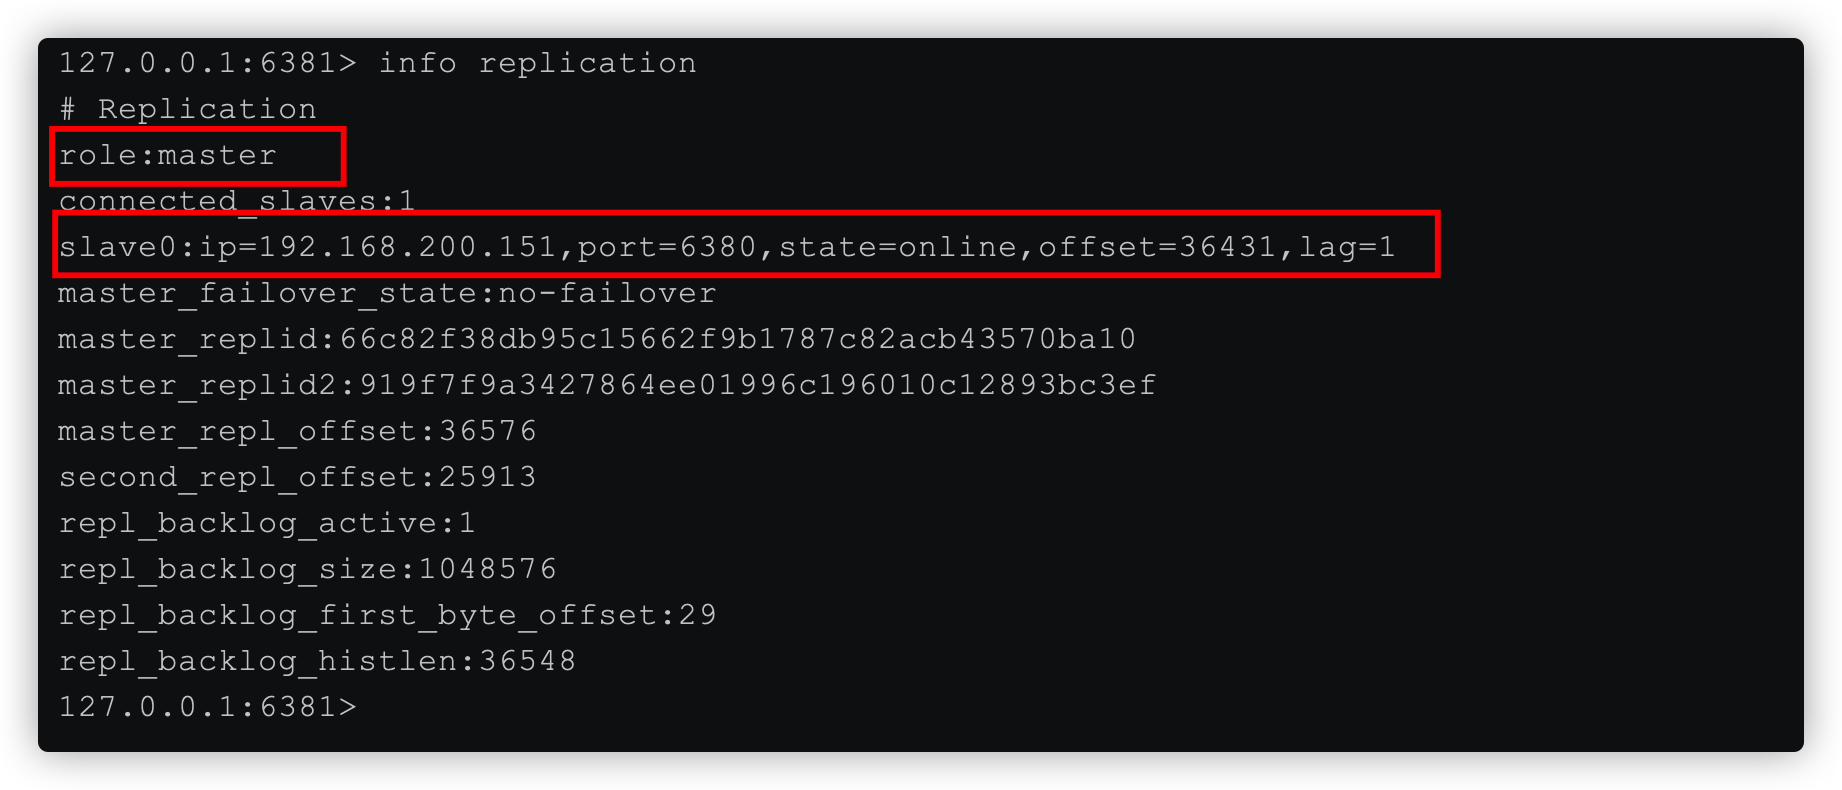 127.0.0.1:6381> info replication
# Replication
role:master
connected_slaves:1
slave0:ip=192.168.200.151,port=6380,state=online,offset=36431,lag=1
master_failover_state:no-failover
master_replid:66c82f38db95c15662f9b1787c82acb43570ba10
master_replid2:919f7f9a3427864ee01996c196010c12893bc3ef
master_repl_offset:36576
second_repl_offset:25913
repl_backlog_active:1
repl_backlog_size:1048576
repl_backlog_first_byte_offset:29
repl_backlog_histlen:36548
127.0.0.1:6381>